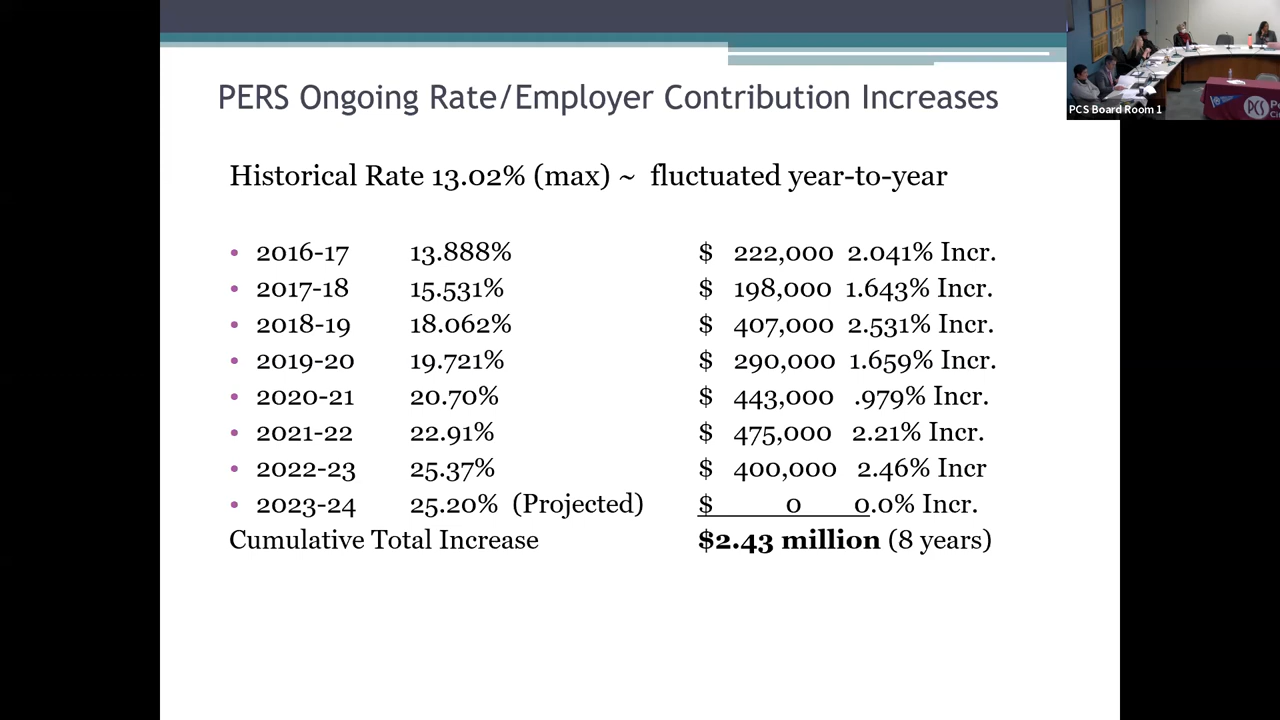 PERS Ongoing Rate/Employer Contribution Increases
Historical Rate 13.02% (max) ~ fluctuated year-to-year
• 2016-17 13.888% $ 222,000 2.041% Incr.
• 2017-18 15.531% $ 198,000 1.643% Incr.
• 2018-19 18.062% $ 407,000 2.531% Incr.
• 2019-20 19.721% $ 290,000 1.659% Incr.
• 2020-21 20.70% $ 443,000 .979% Incr.
• 2021-22 22.91% $ 475,000 2.21% Incr.
• 2022-23 25.37% $ 400,000 2.46% Incr
• 2023-24 25.20% (Projected) $ 0 0.0% Incr.
Cumulative Total Increase $2.43 million (8 years)
PCS Board Room 1
PCS